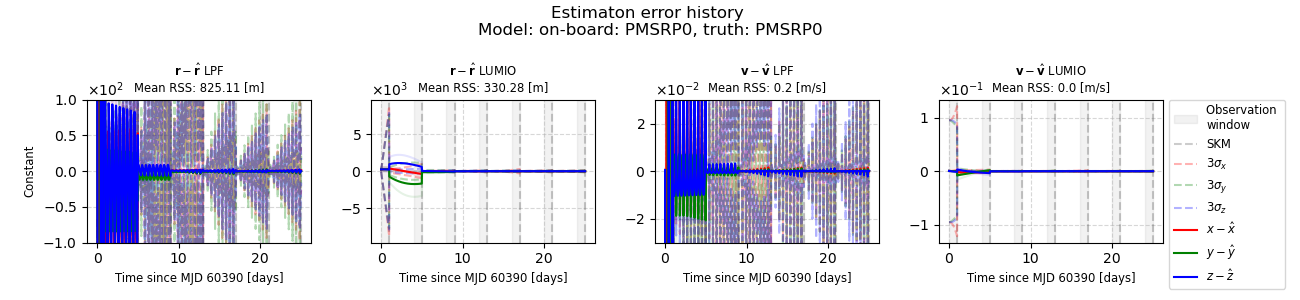 Estimaton error history
Model: on-board: PMSRP0, truth: PMSRP0
r − r̂ LPF
Mean RSS: 825.11 [m]
×10²
1.0
0.5
0.0
−0.5
−1.0
Constant
0
10
20
Time since MJD 60390 [days]
r − r̂ LUMIO
Mean RSS: 330.28 [m]
×10³
5
0
−5
0
10
20
Time since MJD 60390 [days]
v − v̂ LPF
Mean RSS: 0.2 [m/s]
×10⁻²
2
0
−2
0
10
20
Time since MJD 60390 [days]
v − v̂ LUMIO
Mean RSS: 0.0 [m/s]
×10⁻¹
1
0
−1
0
10
20
Time since MJD 60390 [days]
Observation
window
SKM
3σx
3σy
3σz
x − x̂
y − ŷ
z − ẑ